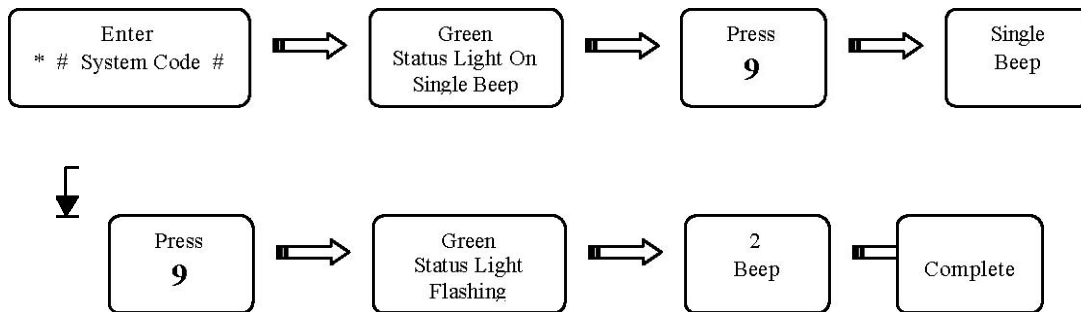 Enter
* # System Code #
Green
Status Light On
Single Beep
Press
9
Single
Beep
Press
9
Green
Status Light
Flashing
2
Beep
Complete